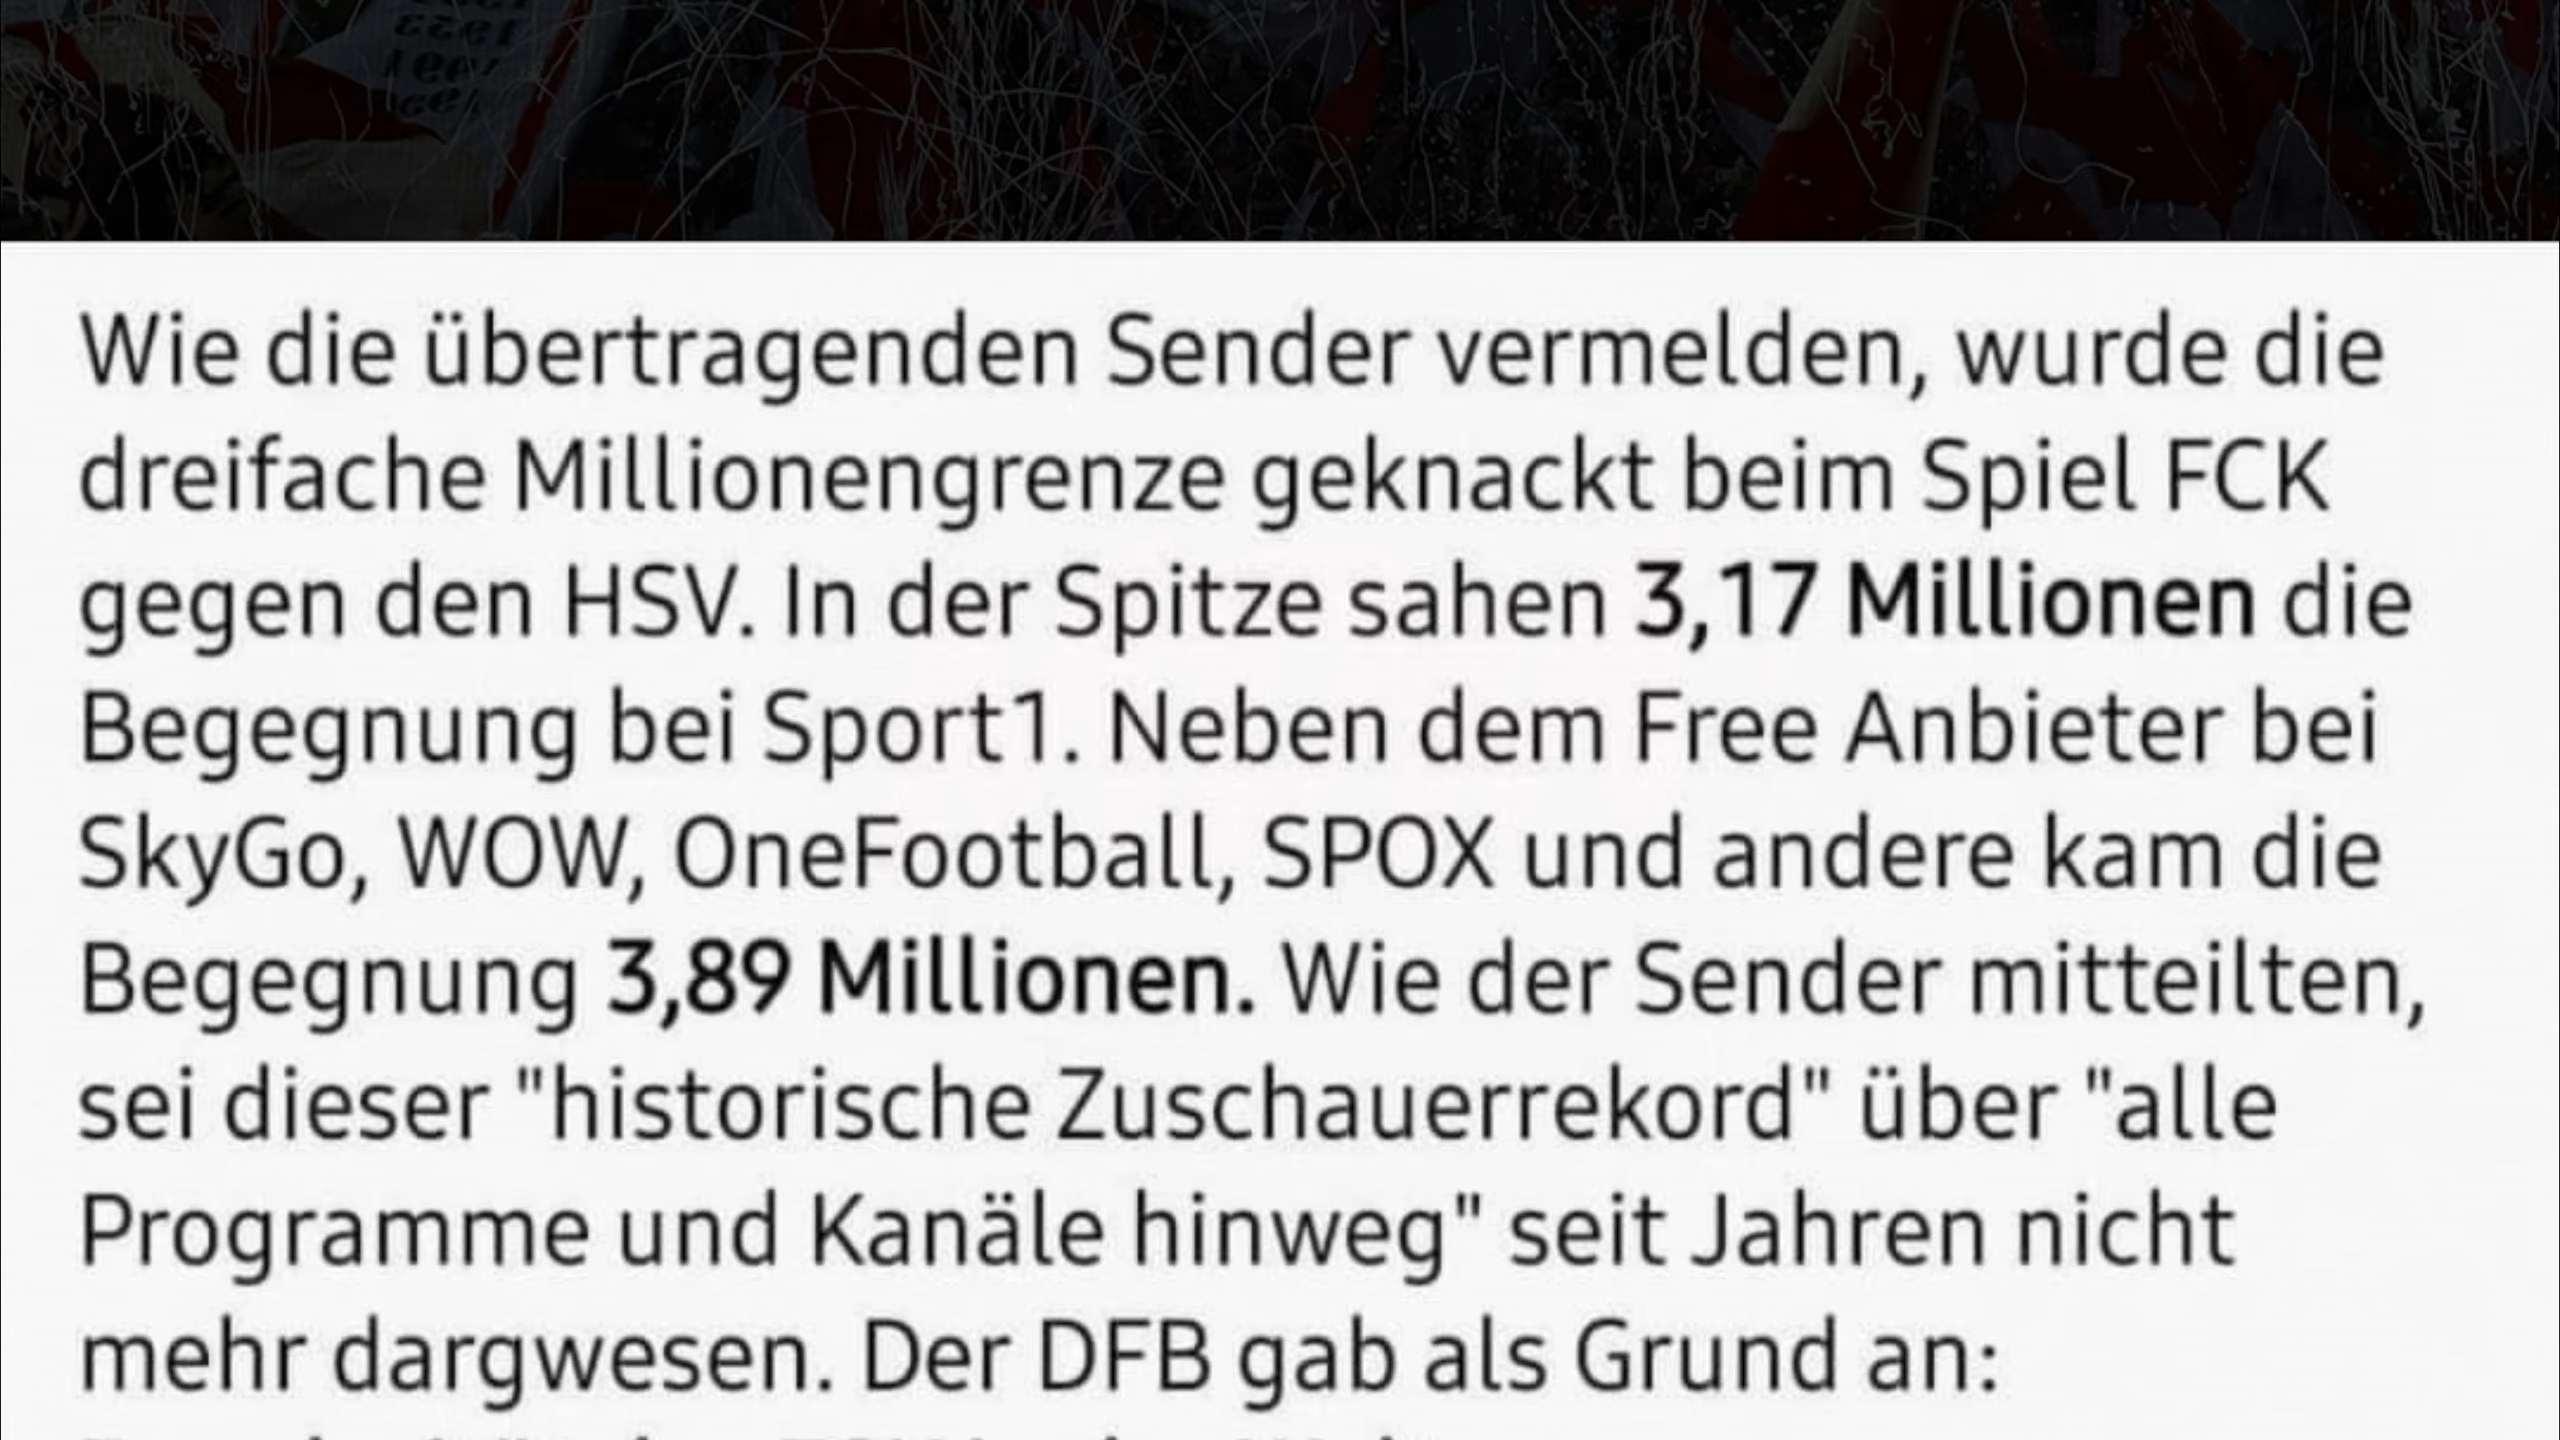 Wie die übertragenden Sender vermelden, wurde die
dreifache Millionengrenze geknackt beim Spiel FCK
gegen den HSV. In der Spitze sahen 3,17 Millionen die
Begegnung bei Sport1. Neben dem Free Anbieter bei
SkyGo, WOW, OneFootball, SPOX und andere kam die
Begegnung 3,89 Millionen. Wie der Sender mitteilten,
sei dieser "historische Zuschauerrekord" über "alle
Programme und Kanäle hinweg" seit Jahren nicht
mehr dargwesen. Der DFB gab als Grund an: